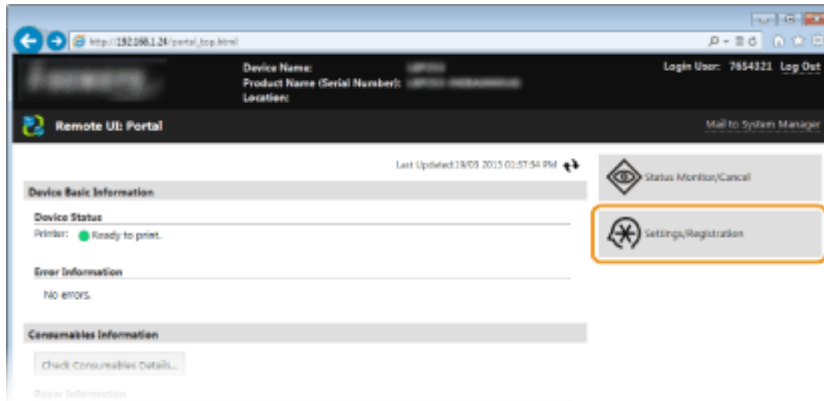 http://192.168.1.24/portal_top.html
Device Name:
Product Name (Serial Number):
Location:
Login User: 7654321 Log Out
Remote UI: Portal
Mail to System Manager
Last Updated:19/05 2015 01:57:54 PM
Device Basic Information
Device Status
Printer: Ready to print.
Error Information
No errors.
Consumables Information
Check Consumables Details...
Paper Information
Status Monitor/Cancel
Settings/Registration